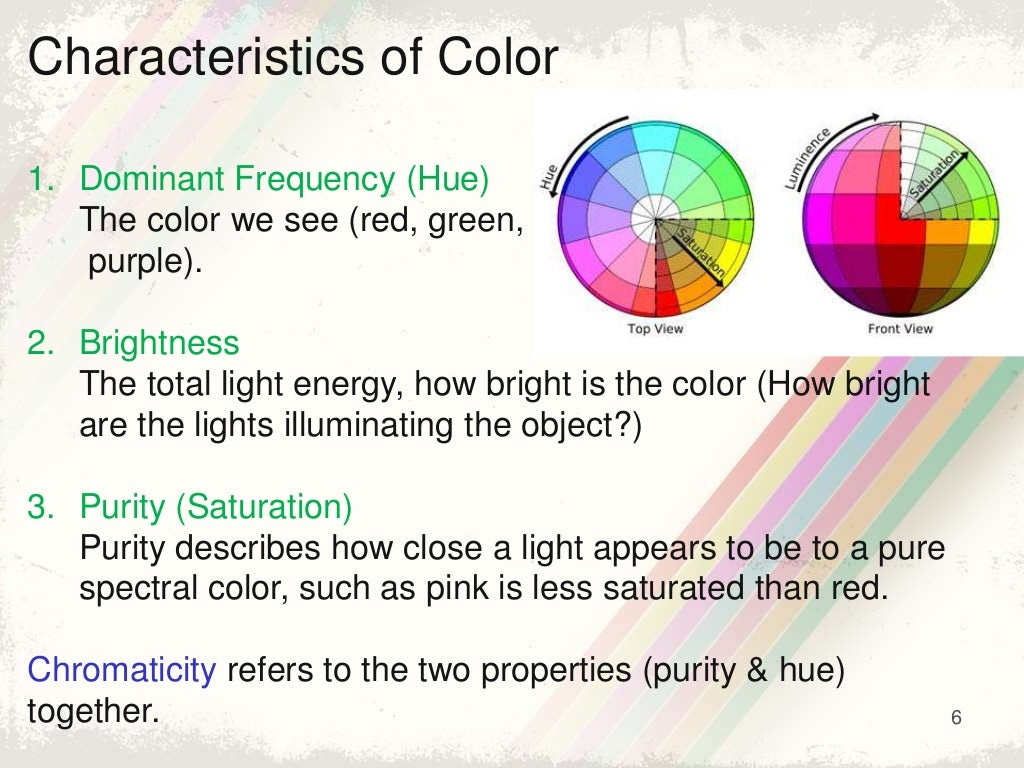 Characteristics of Color
1. Dominant Frequency (Hue)
The color we see (red, green,
purple).
Hue
Saturation
Top View
Luminence
Saturation
Front View
2. Brightness
The total light energy, how bright is the color (How bright
are the lights illuminating the object?)
3. Purity (Saturation)
Purity describes how close a light appears to be to a pure
spectral color, such as pink is less saturated than red.
Chromaticity refers to the two properties (purity & hue)
together.
6